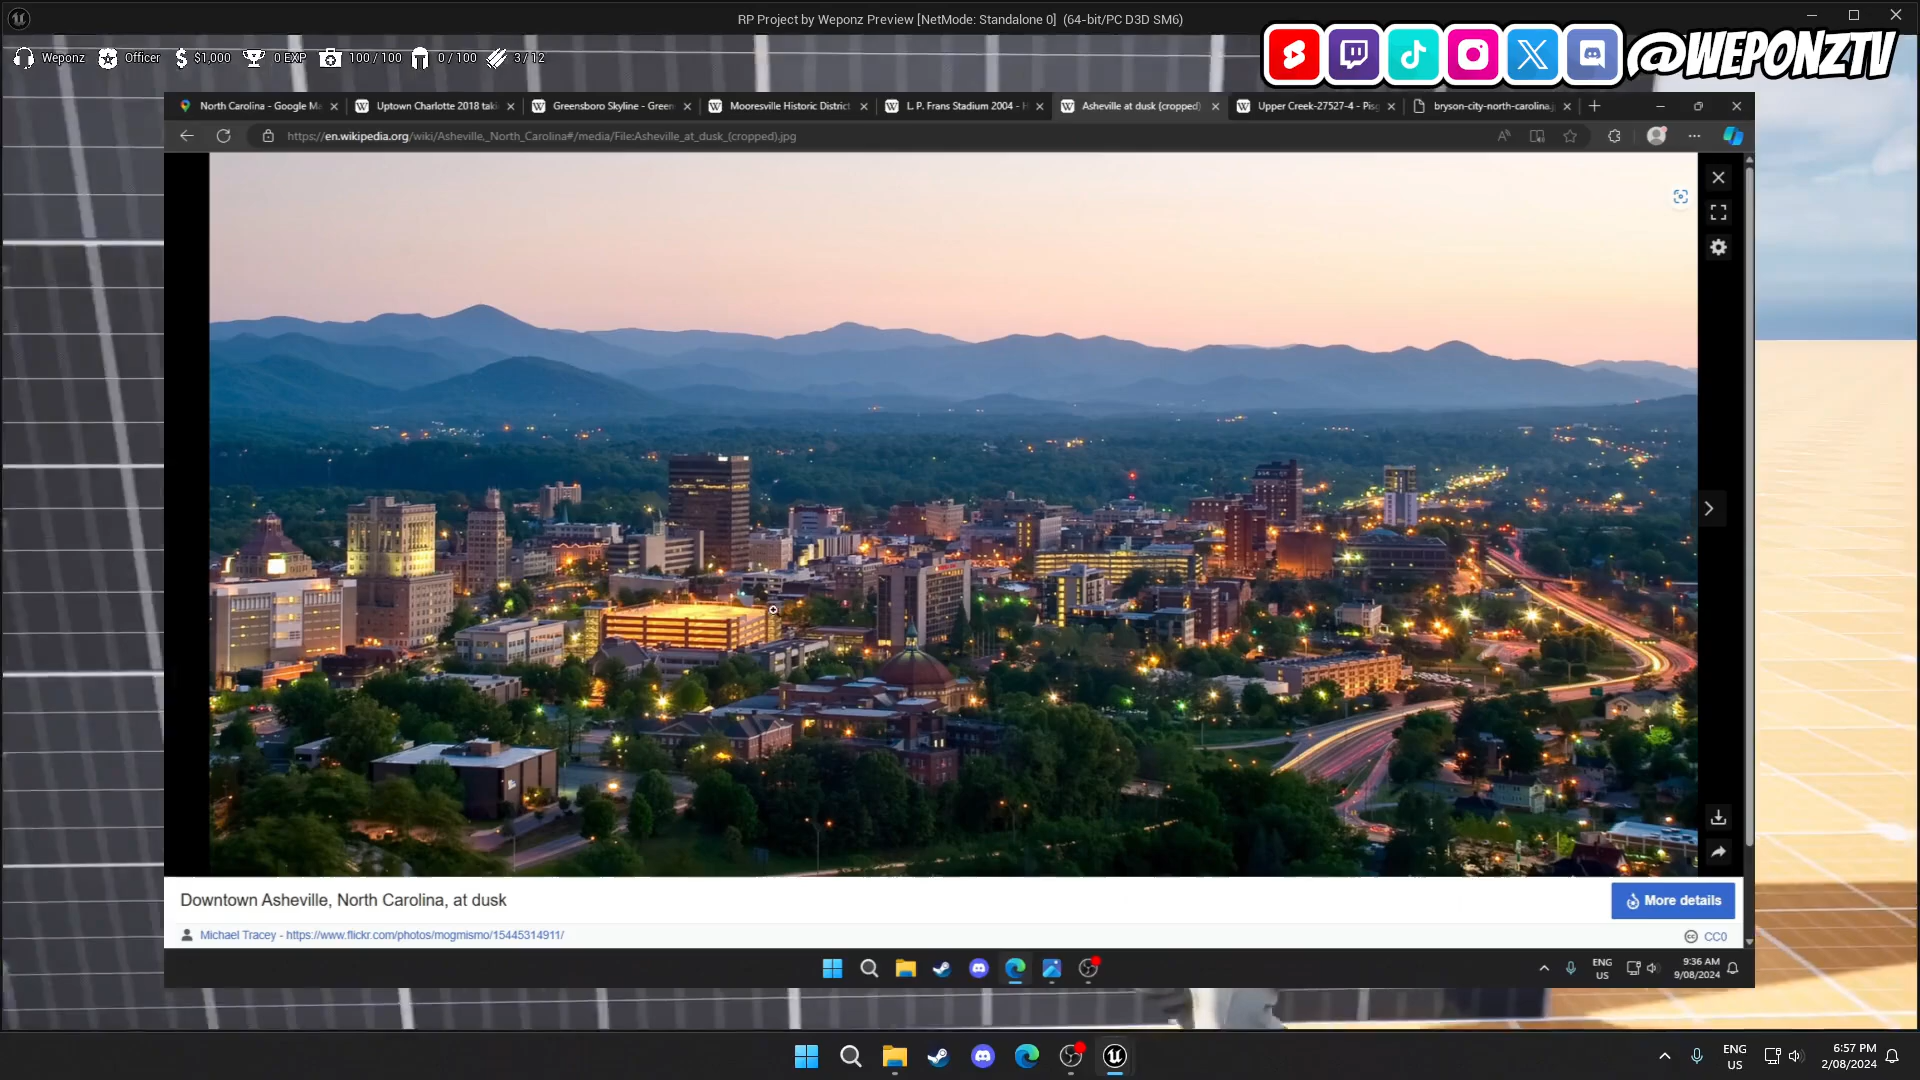 RP Project by Weponz Preview [NetMode: Standalone 0] (64-bit/PC D3D SM6)
Weponz Officer $1,000 0 EXP 100 / 100 0 / 100 3 / 12
@WEPONZTV
North Carolina - Google Ma
Uptown Charlotte 2018 taki
Greensboro Skyline - Green
Mooresville Historic District
L. P. Frans Stadium 2004 - H
Asheville at dusk (cropped)
Upper Creek-27527-4 - Pisg
bryson-city-north-carolina.j
https://en.wikipedia.org/wiki/Asheville,_North_Carolina#/media/File:Asheville_at_dusk_(cropped).jpg
Downtown Asheville, North Carolina, at dusk
More details
Michael Tracey - https://www.flickr.com/photos/mogmismo/15445314911/
CC0
ENG
US
9:36 AM
9/08/2024
ENG
US
6:57 PM
2/08/2024